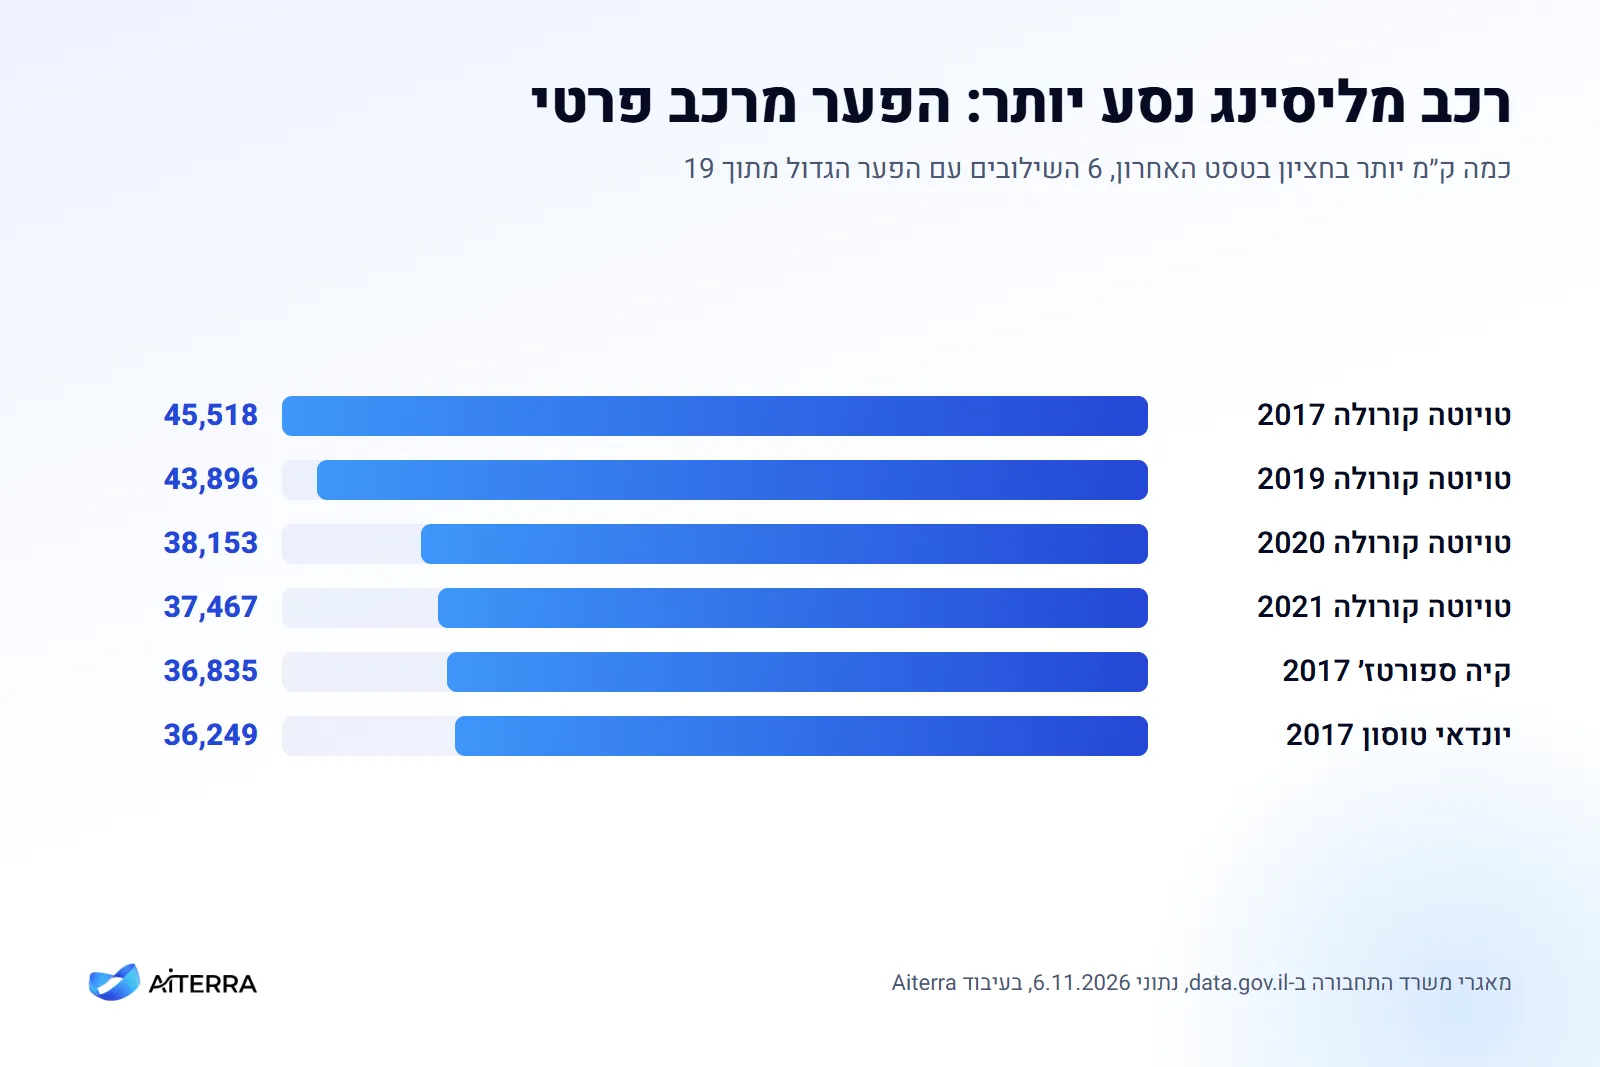 רכב מליסינג נסע יותר: הפער מרכב פרטי
כמה ק״מ יותר בחציון בטסט האחרון, 6 השילובים עם הפער הגדול מתוך 19
טויוטה קורולה 2017 45,518
טויוטה קורולה 2019 43,896
טויוטה קורולה 2020 38,153
טויוטה קורולה 2021 37,467
קיה ספורטז׳ 2017 36,835
יונדאי טוסון 2017 36,249
מאגרי משרד התחבורה ב-data.gov.il, נתוני 6.11.2026, בעיבוד Aiterra
AiTERRA